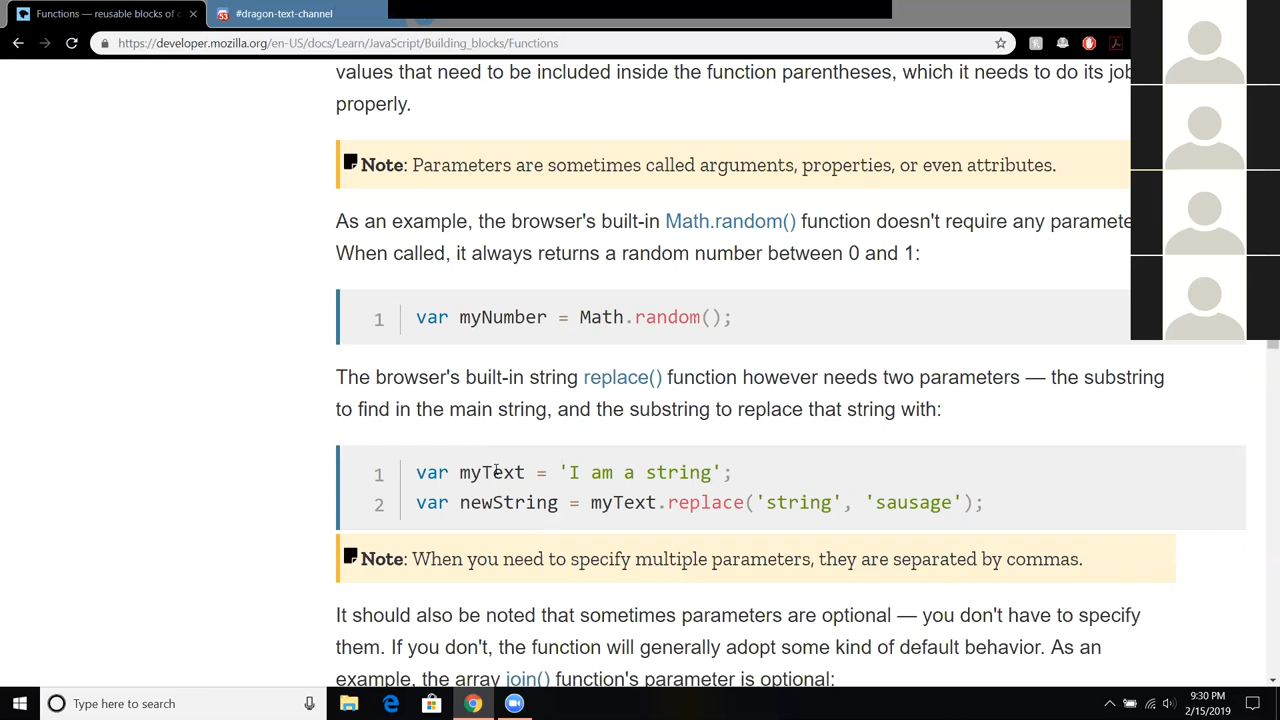 Functions — reusable blocks of c
53
#dragon-text-channel
https://developer.mozilla.org/en-US/docs/Learn/JavaScript/Building_blocks/Functions
values that need to be included inside the function parentheses, which it needs to do its job
properly.
Note: Parameters are sometimes called arguments, properties, or even attributes.
As an example, the browser's built-in Math.random() function doesn't require any paramete
When called, it always returns a random number between 0 and 1:
1 var myNumber = Math.random();
The browser's built-in string replace() function however needs two parameters — the substring
to find in the main string, and the substring to replace that string with:
1 var myText = 'I am a string';
2 var newString = myText.replace('string', 'sausage');
Note: When you need to specify multiple parameters, they are separated by commas.
It should also be noted that sometimes parameters are optional — you don't have to specify
them. If you don't, the function will generally adopt some kind of default behavior. As an
example, the array join() function's parameter is optional:
Type here to search
9:30 PM
2/15/2019